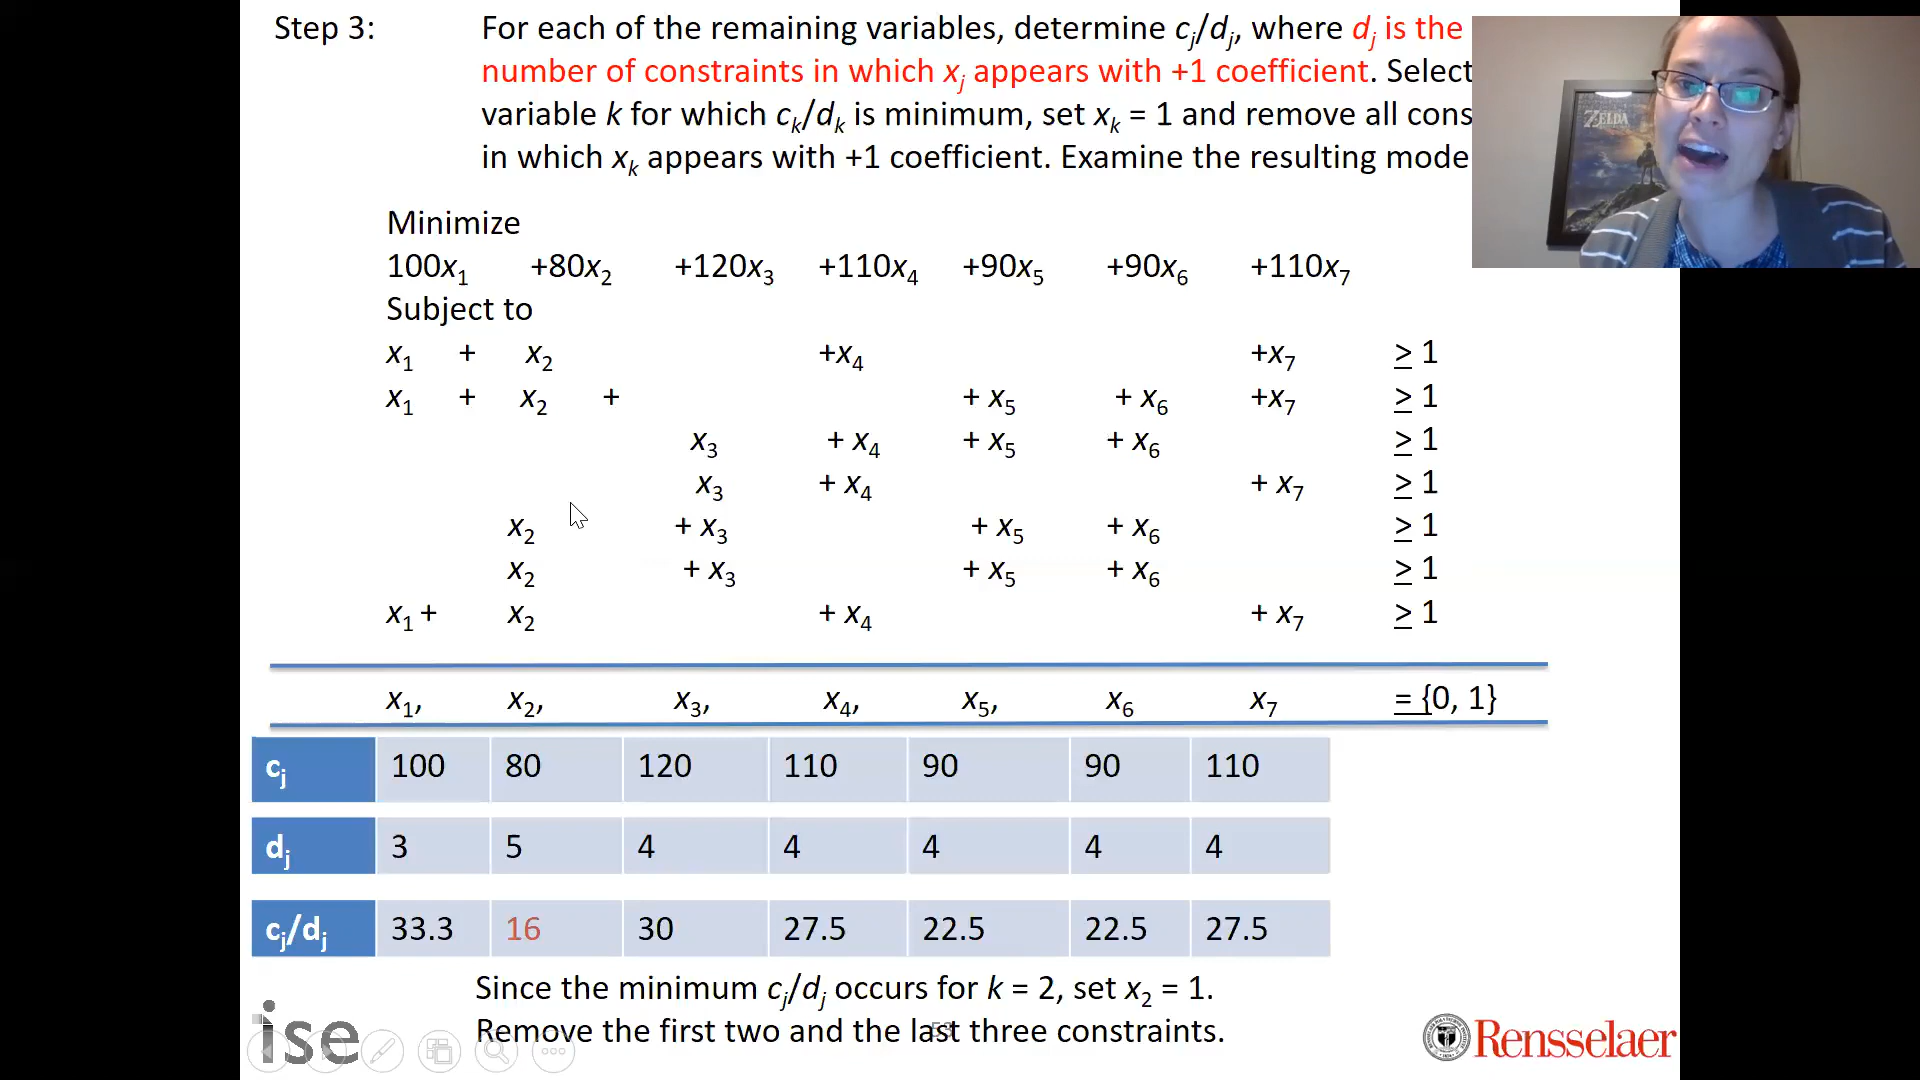 Step 3: For each of the remaining variables, determine cj/dj, where dj is the
number of constraints in which xj appears with +1 coefficient. Select
variable k for which ck/dk is minimum, set xk = 1 and remove all cons
in which xk appears with +1 coefficient. Examine the resulting mode
ZELDA
Minimize
100x1 +80x2 +120x3 +110x4 +90x5 +90x6 +110x7
Subject to
x1 + x2 +x4 +x7 ≥ 1
x1 + x2 + + x5 + x6 +x7 ≥ 1
x3 + x4 + x5 + x6 ≥ 1
x3 + x4 + x7 ≥ 1
x2 + x3 + x5 + x6 ≥ 1
x2 + x3 + x5 + x6 ≥ 1
x1 + x2 + x4 + x7 ≥ 1
x1, x2, x3, x4, x5, x6 x7 = {0, 1}
cj 100 80 120 110 90 90 110
dj 3 5 4 4 4 4 4
cj/dj 33.3 16 30 27.5 22.5 22.5 27.5
Since the minimum cj/dj occurs for k = 2, set x2 = 1.
Remove the first two and the last three constraints.
53
ise
Rensselaer